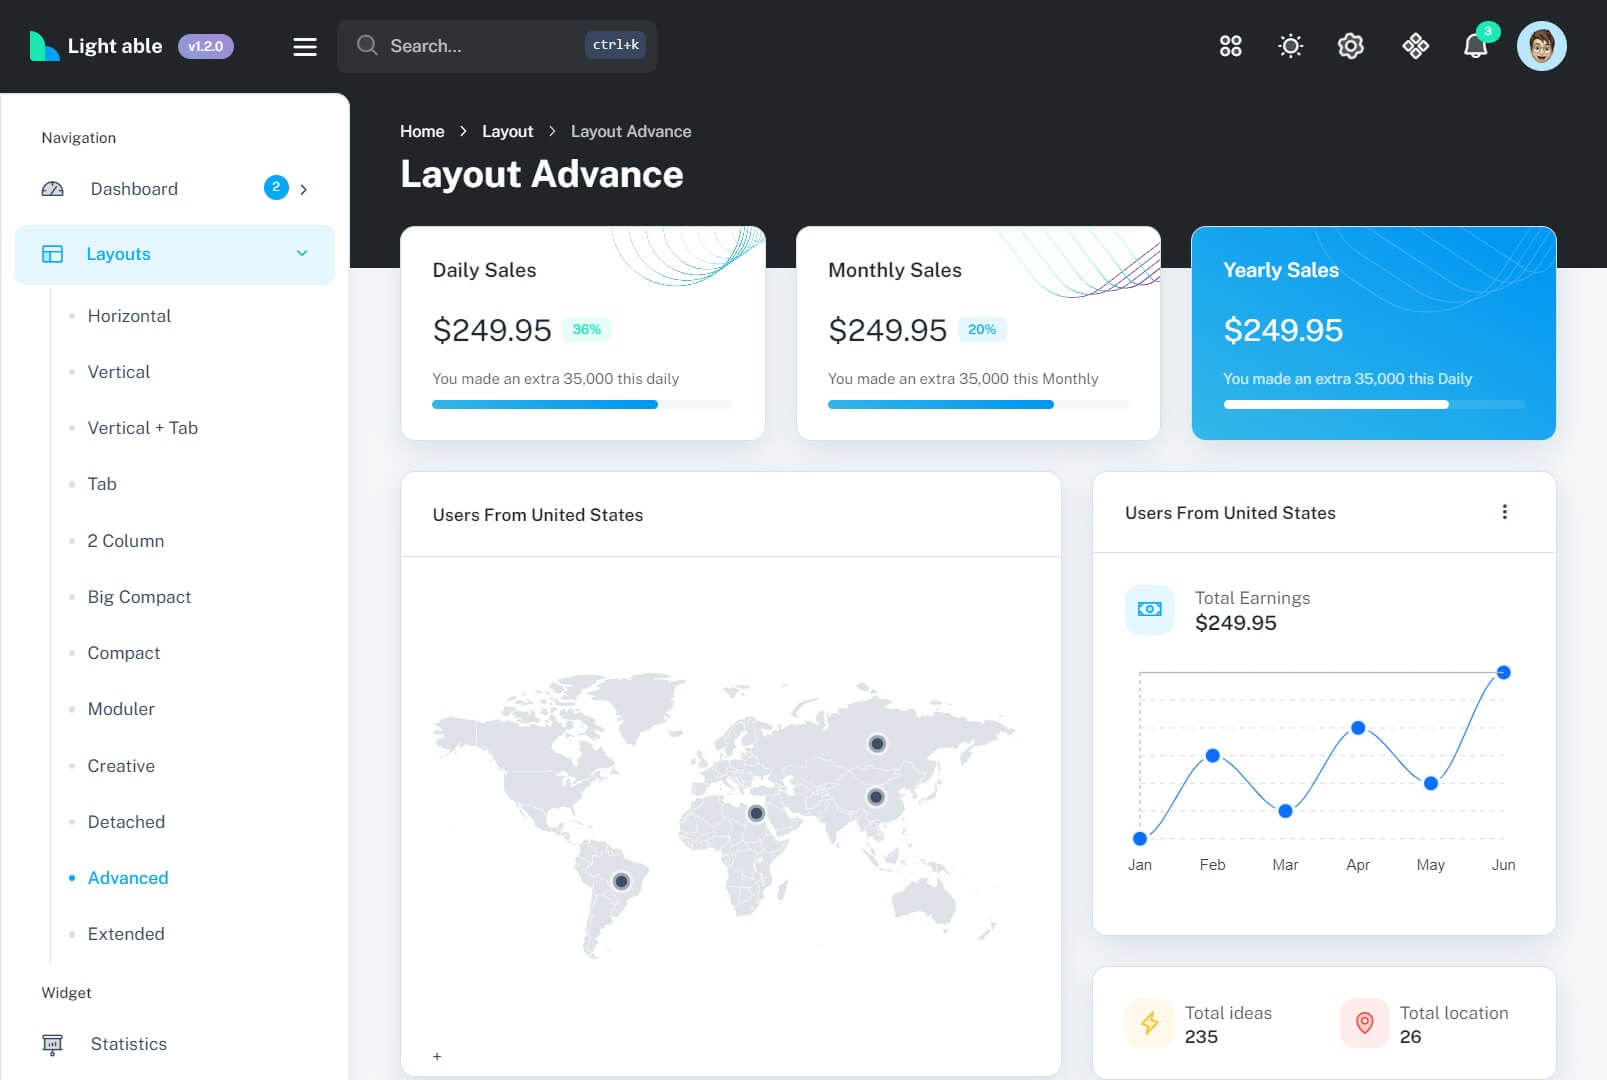 Light able
v1.2.0
Search...
ctrl+k
3
Navigation
Dashboard
2
Layouts
Horizontal
Vertical
Vertical + Tab
Tab
2 Column
Big Compact
Compact
Moduler
Creative
Detached
Advanced
Extended
Widget
Statistics
Home > Layout > Layout Advance
Layout Advance
Daily Sales
$249.95
36%
You made an extra 35,000 this daily
Monthly Sales
$249.95
20%
You made an extra 35,000 this Monthly
Yearly Sales
$249.95
You made an extra 35,000 this Daily
Users From United States
+
Users From United States
Total Earnings
$249.95
Jan Feb Mar Apr May Jun
Total ideas
235
Total location
26